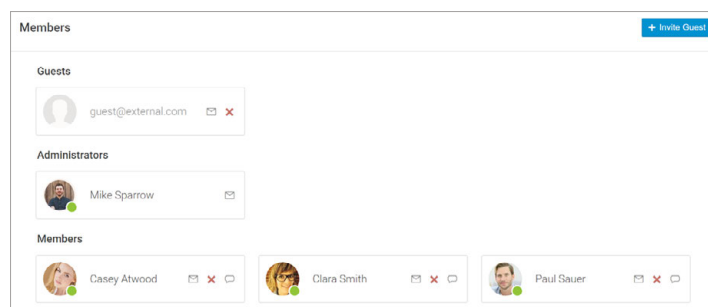 Members
+ Invite Guest
Guests
guest@external.com
Administrators
Mike Sparrow
Members
Casey Atwood Clara Smith Paul Sauer